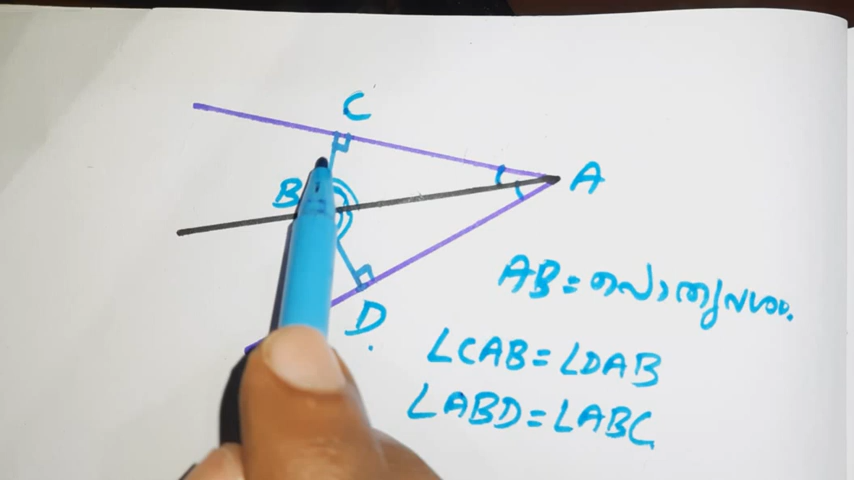 C
B
A
D
AB = പൊതുവശം.
∠CAB = ∠DAB
∠ABD = ∠ABC